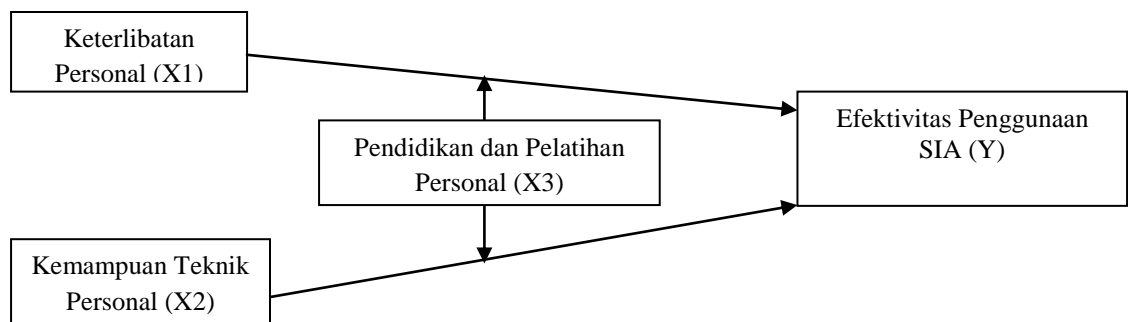 Keterlibatan
Personal (X1)
Efektivitas Penggunaan
SIA (Y)
Pendidikan dan Pelatihan
Personal (X3)
Kemampuan Teknik
Personal (X2)